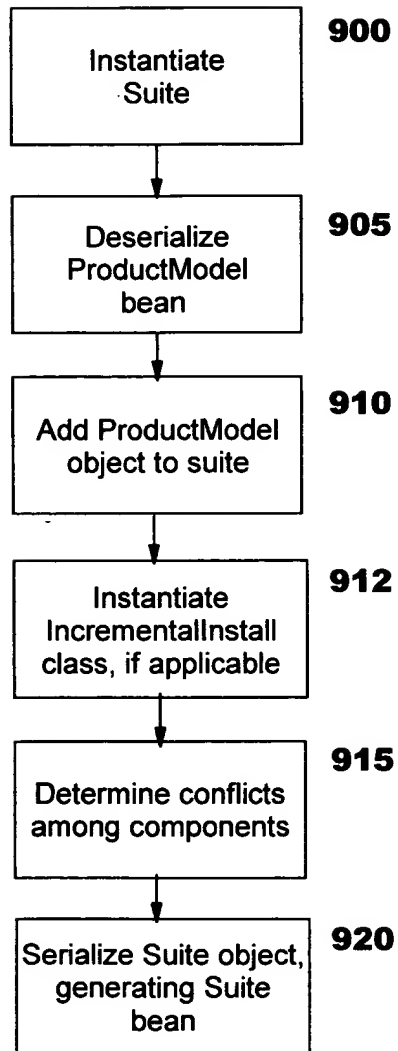 900
Instantiate
Suite
905
Deserialize
ProductModel
bean
910
Add ProductModel
object to suite
912
Instantiate
IncrementalInstall
class, if applicable
915
Determine conflicts
among components
920
Serialize Suite object,
generating Suite
bean